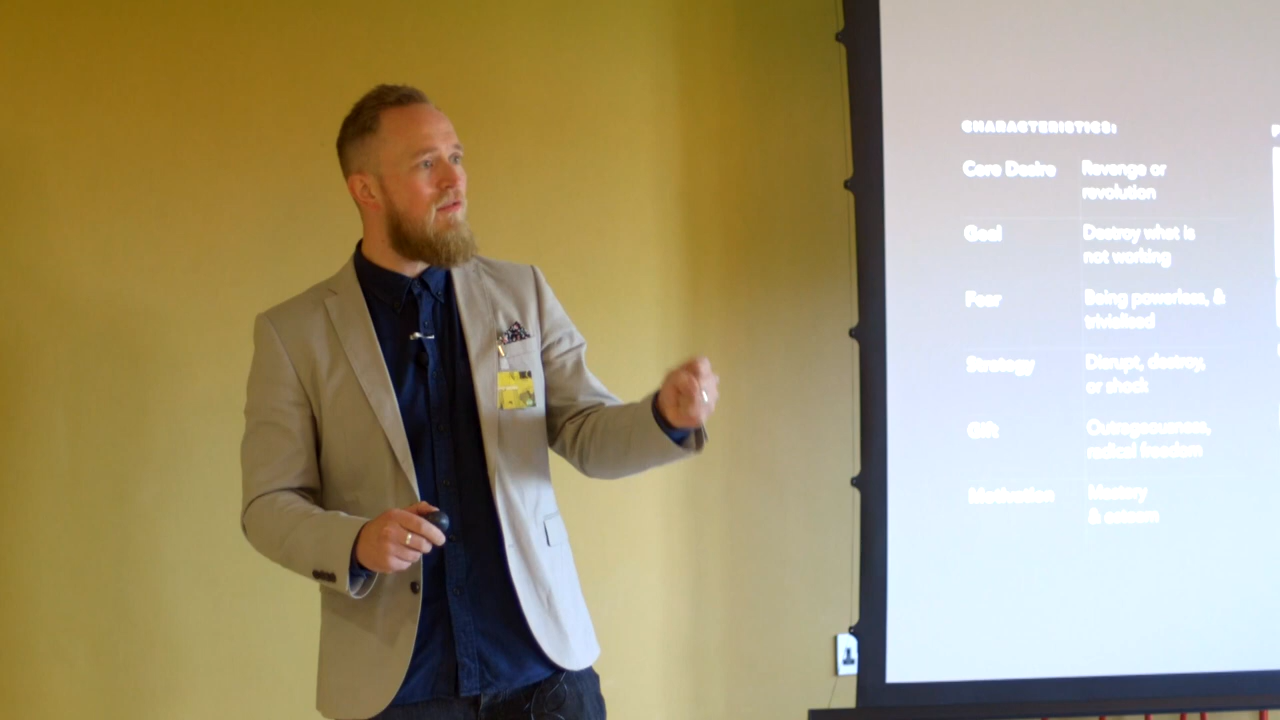 CHARACTERISTICS:
Core Desire Revenge or
revolution
Goal Destroy what is
not working
Fear Being powerless, &
trivialised
Strategy Disrupt, destroy,
or shock
Gift Outrageousness,
radical freedom
Motivation Mastery
& esteem